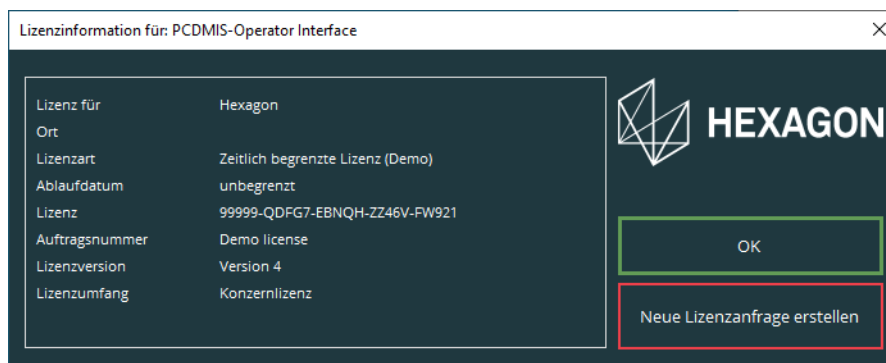 Lizenzinformation für: PCDMIS-Operator Interface
Lizenz für Hexagon
Ort
Lizenzart Zeitlich begrenzte Lizenz (Demo)
Ablaufdatum unbegrenzt
Lizenz 99999-QDFG7-EBNQH-ZZ46V-FW921
Auftragsnummer Demo license
Lizenzversion Version 4
Lizenzumfang Konzernlizenz
HEXAGON
OK
Neue Lizenzanfrage erstellen